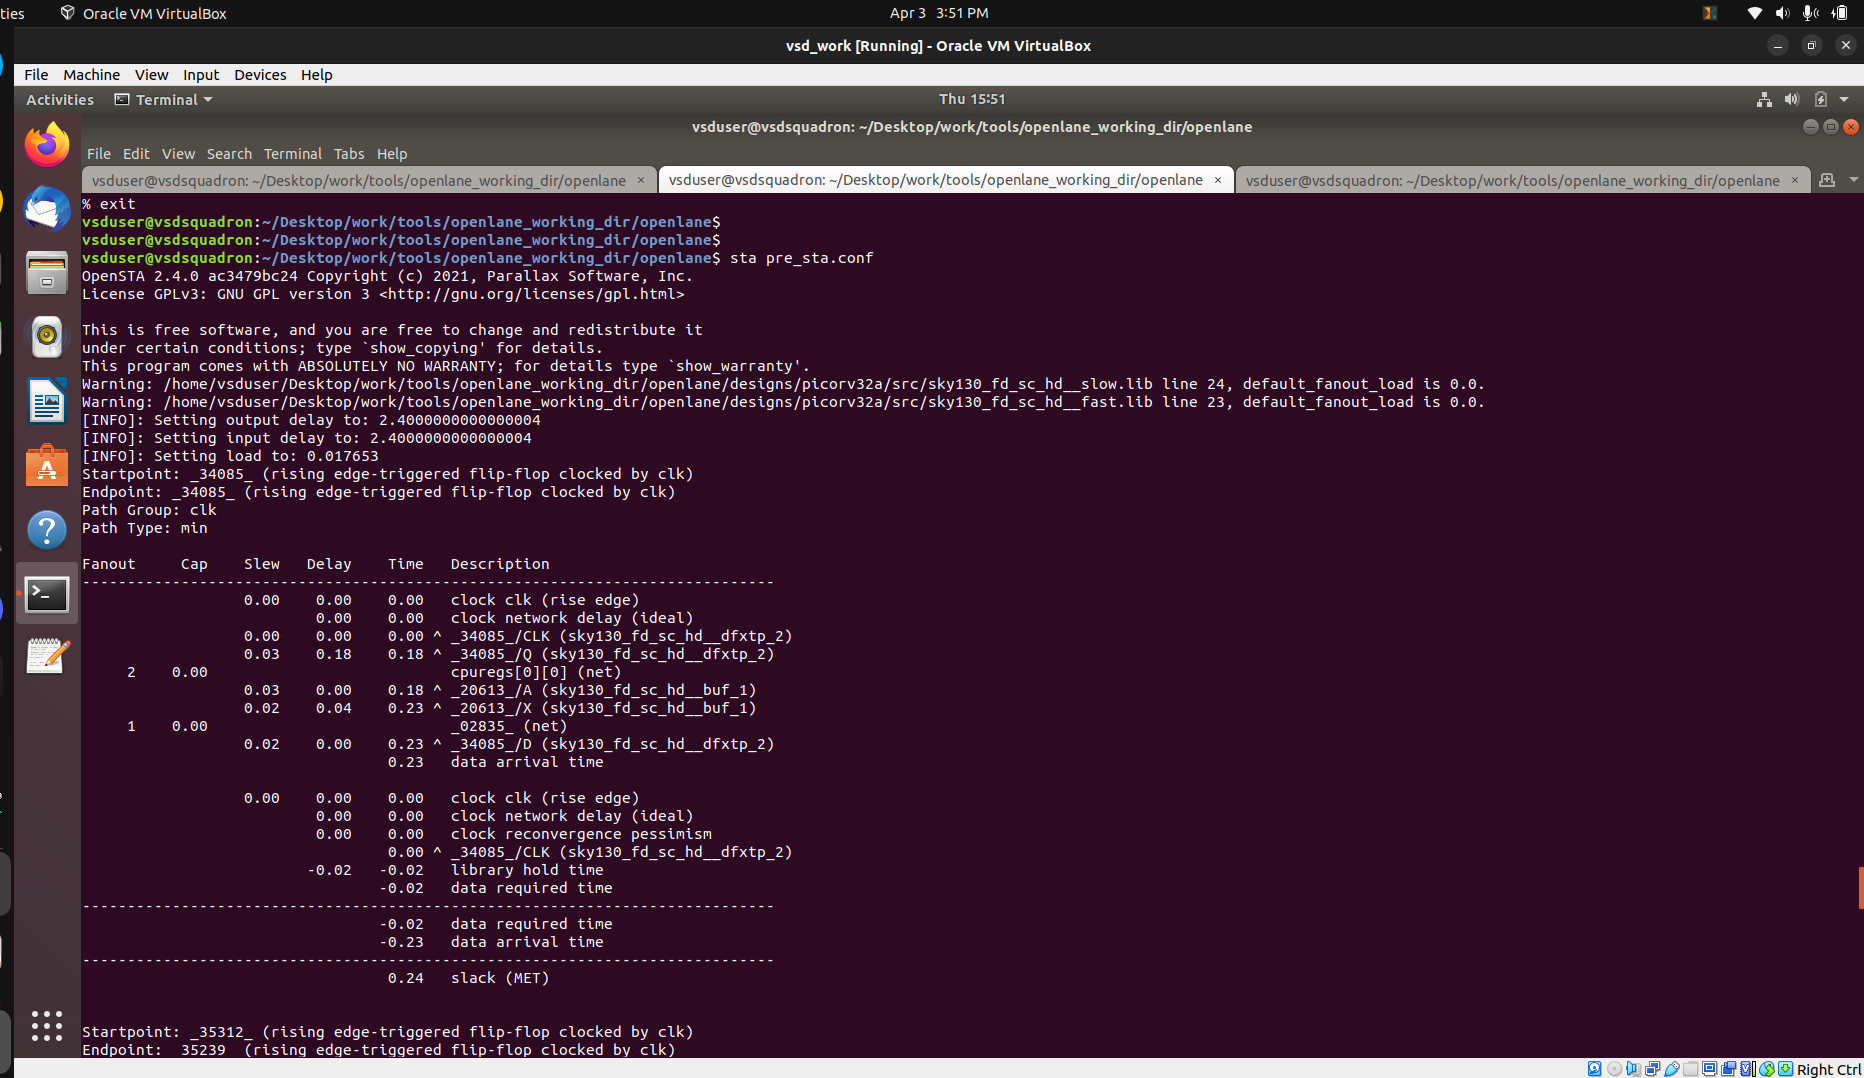 ties Oracle VM VirtualBox Apr 3 3:51 PM
vsd_work [Running] - Oracle VM VirtualBox
File Machine View Input Devices Help
Activities Terminal Thu 15:51
vsduser@vsdsquadron: ~/Desktop/work/tools/openlane_working_dir/openlane
File Edit View Search Terminal Tabs Help
vsduser@vsdsquadron: ~/Desktop/work/tools/openlane_working_dir/openlane × vsduser@vsdsquadron: ~/Desktop/work/tools/openlane_working_dir/openlane × vsduser@vsdsquadron: ~/Desktop/work/tools/openlane_working_dir/openlane ×
% exit
vsduser@vsdsquadron:~/Desktop/work/tools/openlane_working_dir/openlane$
vsduser@vsdsquadron:~/Desktop/work/tools/openlane_working_dir/openlane$
vsduser@vsdsquadron:~/Desktop/work/tools/openlane_working_dir/openlane$ sta pre_sta.conf
OpenSTA 2.4.0 ac3479bc24 Copyright (c) 2021, Parallax Software, Inc.
License GPLv3: GNU GPL version 3 <http://gnu.org/licenses/gpl.html>
This is free software, and you are free to change and redistribute it
under certain conditions; type `show_copying' for details.
This program comes with ABSOLUTELY NO WARRANTY; for details type `show_warranty'.
Warning: /home/vsduser/Desktop/work/tools/openlane_working_dir/openlane/designs/picorv32a/src/sky130_fd_sc_hd__slow.lib line 24, default_fanout_load is 0.0.
Warning: /home/vsduser/Desktop/work/tools/openlane_working_dir/openlane/designs/picorv32a/src/sky130_fd_sc_hd__fast.lib line 23, default_fanout_load is 0.0.
[INFO]: Setting output delay to: 2.4000000000000004
[INFO]: Setting input delay to: 2.4000000000000004
[INFO]: Setting load to: 0.017653
Startpoint: _34085_ (rising edge-triggered flip-flop clocked by clk)
Endpoint: _34085_ (rising edge-triggered flip-flop clocked by clk)
Path Group: clk
Path Type: min
Fanout Cap Slew Delay Time Description
-----------------------------------------------------------------------------
0.00 0.00 0.00 clock clk (rise edge)
0.00 0.00 clock network delay (ideal)
0.00 0.00 0.00 ^ _34085_/CLK (sky130_fd_sc_hd__dfxtp_2)
0.03 0.18 0.18 ^ _34085_/Q (sky130_fd_sc_hd__dfxtp_2)
2 0.00 cpuregs[0][0] (net)
0.03 0.00 0.18 ^ _20613_/A (sky130_fd_sc_hd__buf_1)
0.02 0.04 0.23 ^ _20613_/X (sky130_fd_sc_hd__buf_1)
1 0.00 _02835_ (net)
0.02 0.00 0.23 ^ _34085_/D (sky130_fd_sc_hd__dfxtp_2)
0.23 data arrival time
0.00 0.00 0.00 clock clk (rise edge)
0.00 0.00 clock network delay (ideal)
0.00 0.00 clock reconvergence pessimism
0.00 ^ _34085_/CLK (sky130_fd_sc_hd__dfxtp_2)
-0.02 -0.02 library hold time
-0.02 data required time
-----------------------------------------------------------------------------
-0.02 data required time
-0.23 data arrival time
-----------------------------------------------------------------------------
0.24 slack (MET)
Startpoint: _35312_ (rising edge-triggered flip-flop clocked by clk)
Endpoint: _35239_ (rising edge-triggered flip-flop clocked by clk)
Right Ctrl